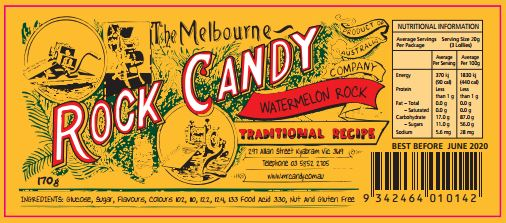 The Melbourne
ROCK CANDY
COMPANY
PRODUCT OF
AUSTRALIA
WATERMELON ROCK
TRADITIONAL RECIPE
297 Allan Street Kyabram Vic 3619
Telephone 03 5852 2705
www.mrcandy.com.au
170g
INGREDIENTS: Glucose, Sugar, Flavours, Colours 102, 110, 122, 124, 133 Food Acid 330, Nut And Gluten Free
NUTRITIONAL INFORMATION
Average Servings Per Package
Serving Size 20g (3 Lollies)
Average Per Serving Average Per 100g
Energy 370 kj (90 cal) 1830 kj (440 cal)
Protein Less than 1 g Less than 1 g
Fat – Total 0.0 g 0.0 g
– Saturated 0.0 g 0.0 g
Carbohydrate 17.0 g 87.0 g
– Sugars 11.0 g 56.0 g
Sodium 5.6 mg 28 mg
BEST BEFORE JUNE 2020
9 342464 010142